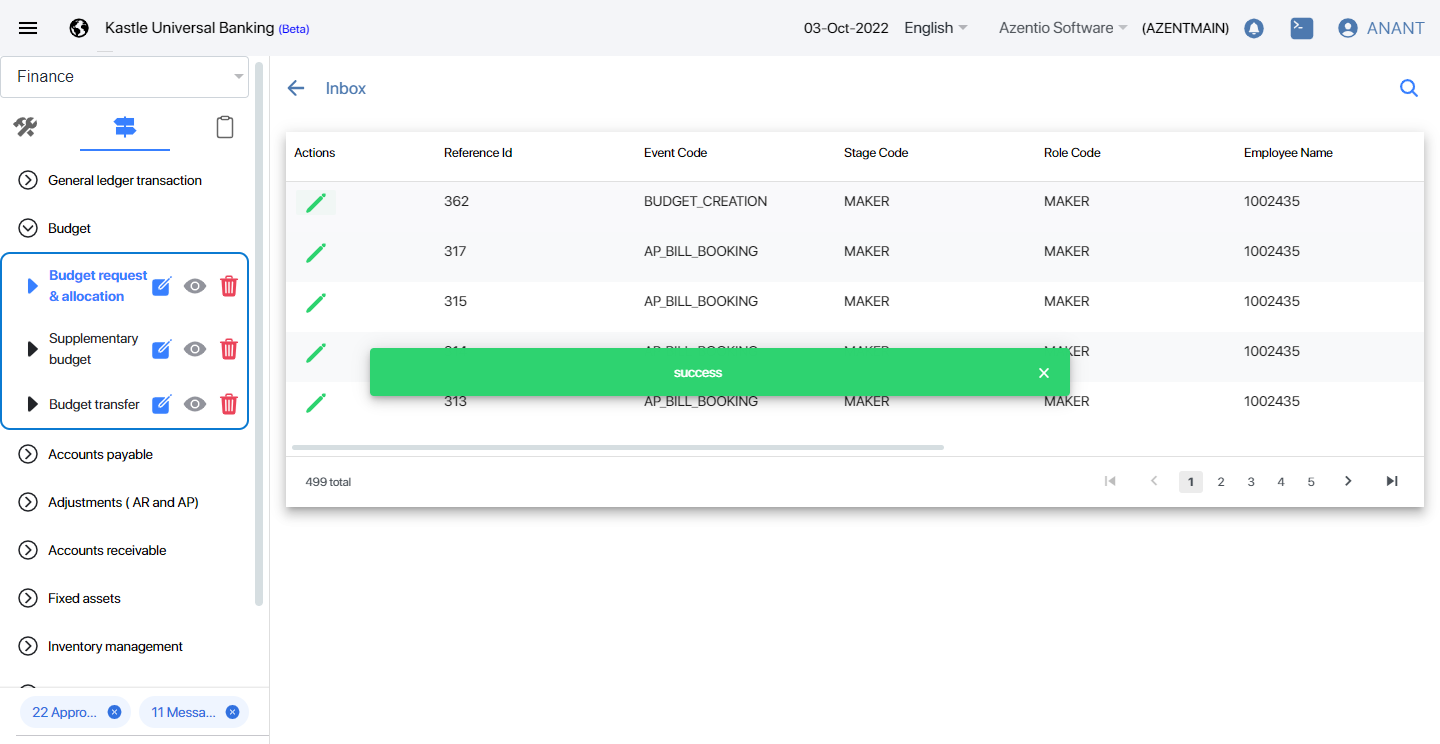 Kastle Universal Banking (Beta)
03-Oct-2022
English
Azentio Software
(AZENTMAIN)
ANANT
Finance
General ledger transaction
Budget
Budget request
& allocation
Supplementary
budget
Budget transfer
Accounts payable
Adjustments ( AR and AP)
Accounts receivable
Fixed assets
Inventory management
22 Appro...
11 Messa...
Inbox
Actions Reference Id Event Code Stage Code Role Code Employee Name
362 BUDGET_CREATION MAKER MAKER 1002435
317 AP_BILL_BOOKING MAKER MAKER 1002435
315 AP_BILL_BOOKING MAKER MAKER 1002435
MAKER 1002435
success
313 AP_BILL_BOOKING MAKER MAKER 1002435
499 total
1 2 3 4 5